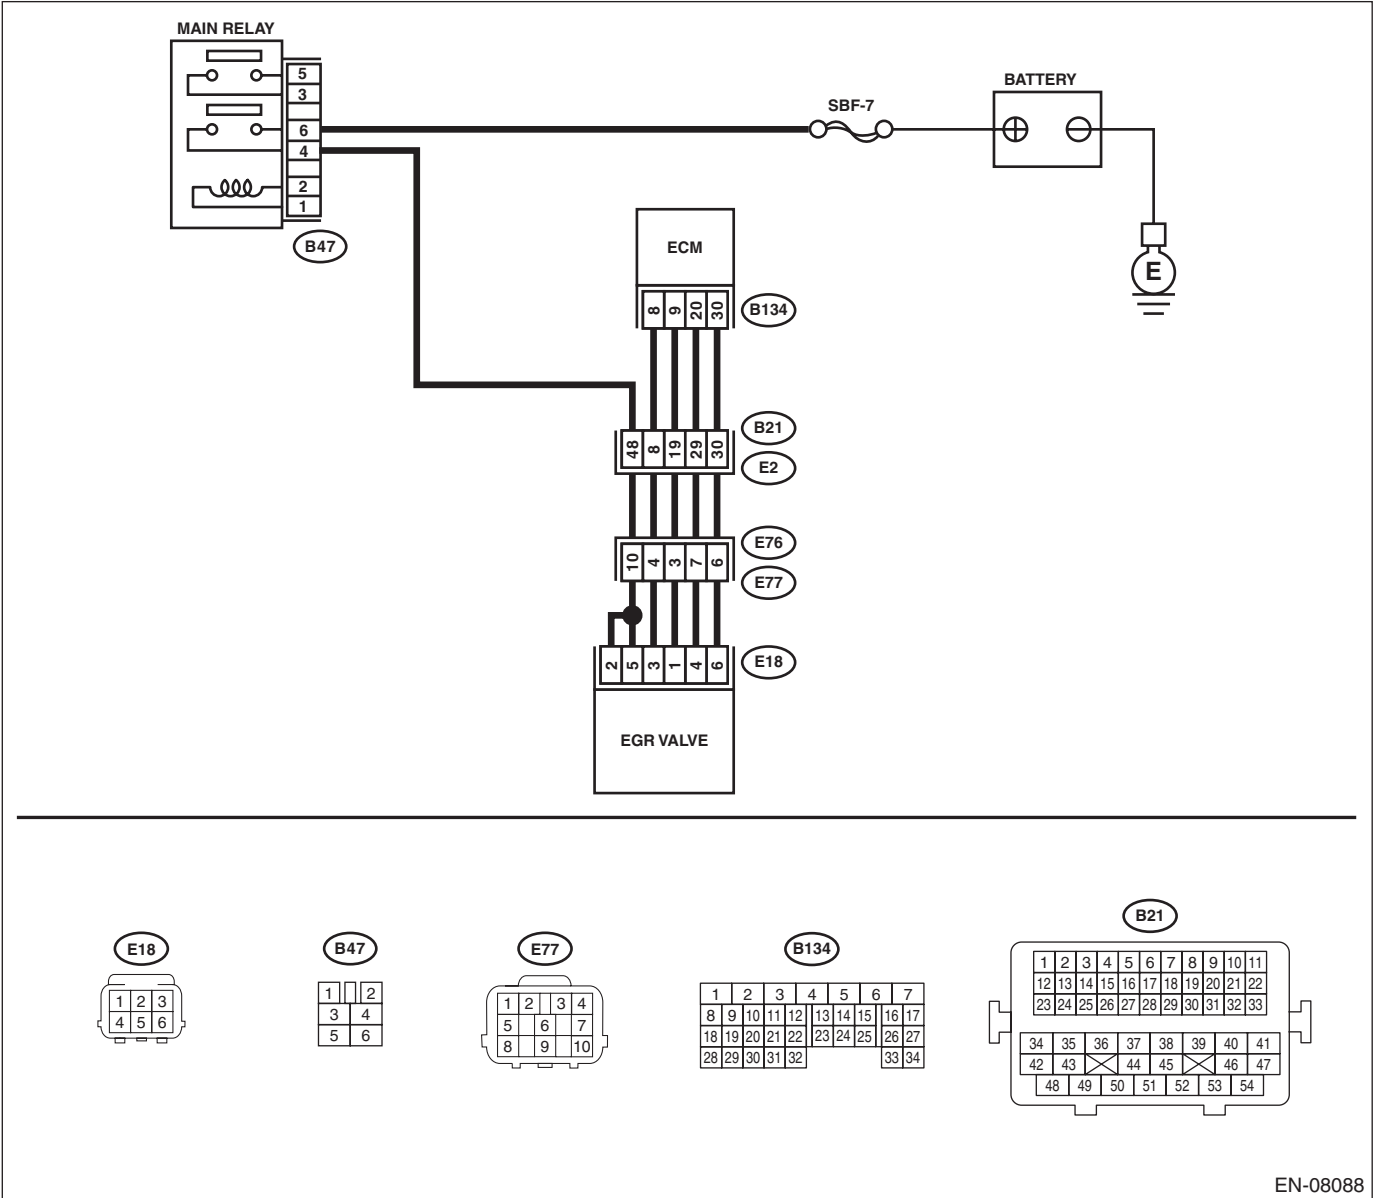 MAIN RELAY
5
3
6
4
2
1
B47
SBF-7
BATTERY
E
ECM
8 9 20 30
B134
48 8 19 29 30
B21
E2
10 4 3 7 6
E76
E77
2 5 3 1 4 6
E18
EGR VALVE
E18
1 2 3
4 5 6
B47
1 2
3 4
5 6
E77
1 2 3 4
5 6 7
8 9 10
B134
1 2 3 4 5 6 7
8 9 10 11 12 13 14 15 16 17
18 19 20 21 22 23 24 25 26 27
28 29 30 31 32 33 34
B21
1 2 3 4 5 6 7 8 9 10 11
12 13 14 15 16 17 18 19 20 21 22
23 24 25 26 27 28 29 30 31 32 33
34 35 36 37 38 39 40 41
42 43 44 45 46 47
48 49 50 51 52 53 54
EN-08088